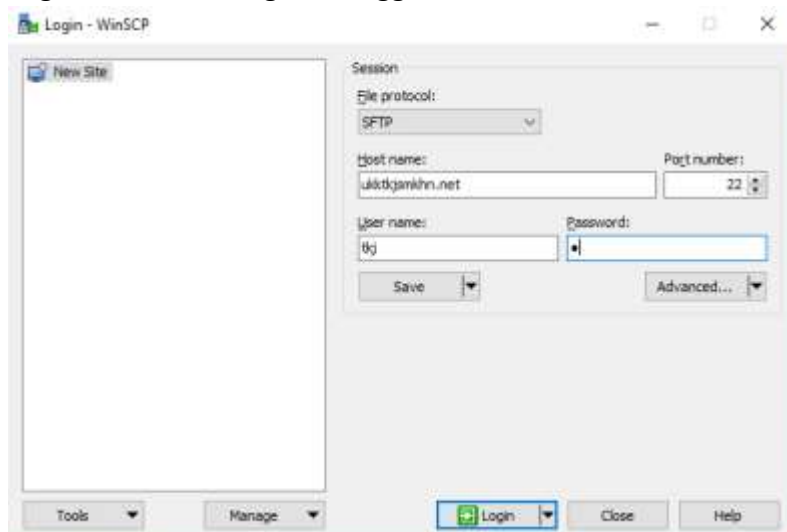 Login - WinSCP
New Site
Session
File protocol:
SFTP
Host name:
Port number:
ukktkjsmkhn.net
22
User name:
Password:
tkj
Save
Advanced...
Tools
Manage
Login
Close
Help